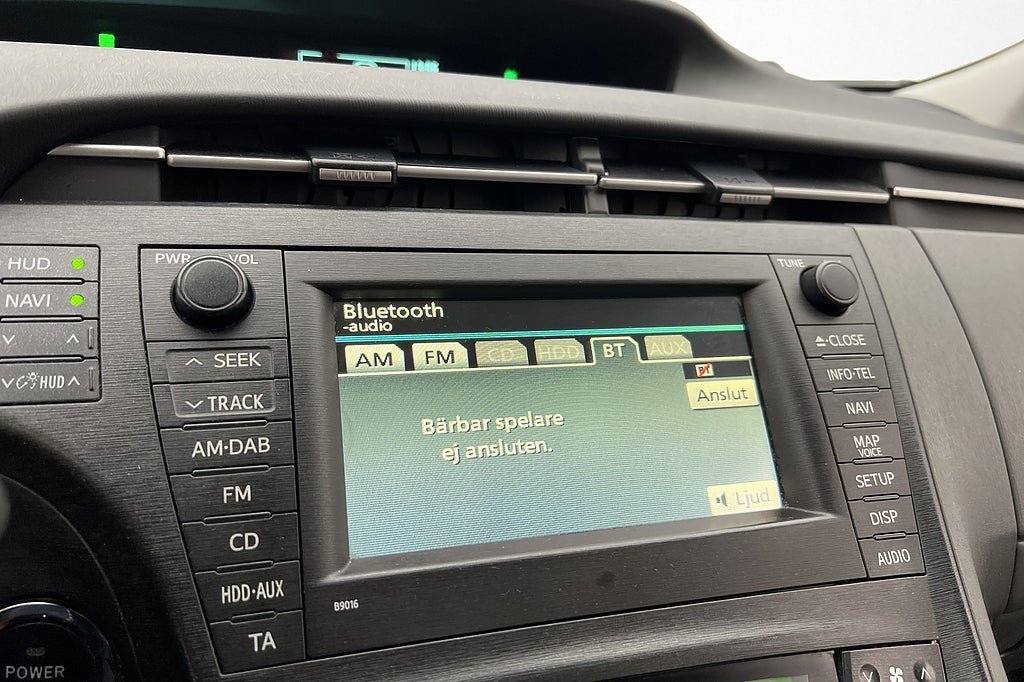 HUD
NAVI
HUD
PWR VOL
SEEK
TRACK
AM·DAB
FM
CD
HDD·AUX
TA
Bluetooth
-audio
AM FM CD HDD BT AUX
BT
Anslut
Bärbar spelare
ej ansluten.
Ljud
B9016
TUNE
CLOSE
INFO·TEL
NAVI
MAP
VOICE
SETUP
DISP
AUDIO
POWER